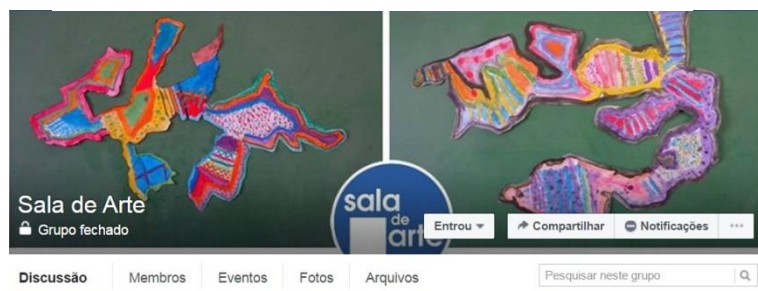 Sala de Arte
Grupo fechado
sala
de
arte
Entrou
Compartilhar
Notificações
Discussão
Membros
Eventos
Fotos
Arquivos
Pesquisar neste grupo